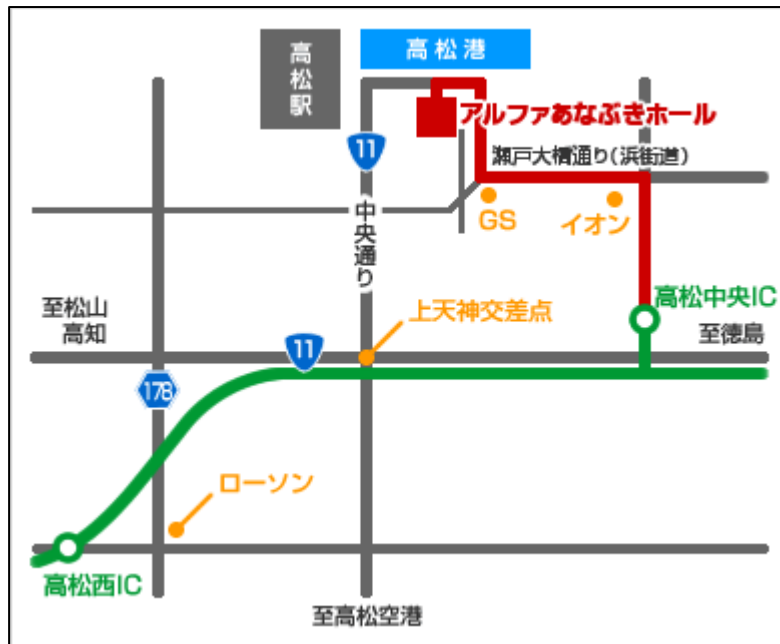 高松駅
高松港
アルファあなぶきホール
11
瀬戸大橋通り(浜街道)
中央通り
GS
イオン
高松中央IC
至松山
高知
上天神交差点
至徳島
11
178
ローソン
高松西IC
至高松空港